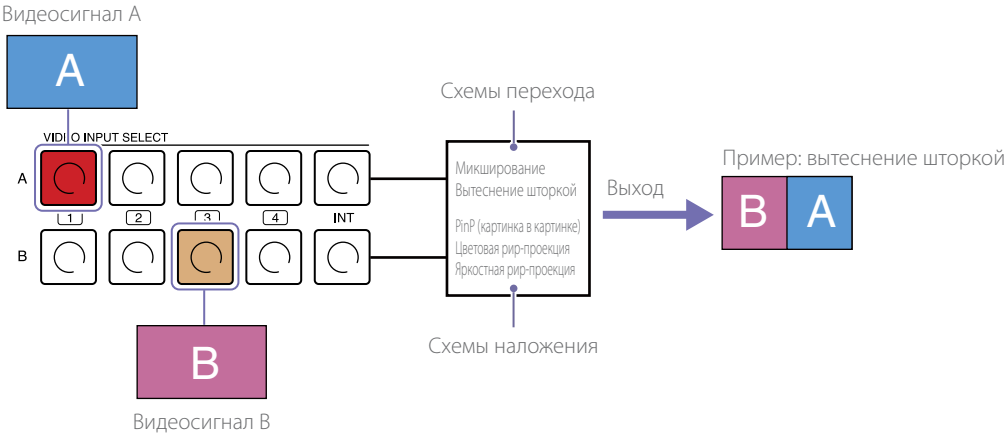 Видеосигнал A
A
VIDEO INPUT SELECT
A
1 2 3 4 INT
B
B
Видеосигнал B
Схемы перехода
Микширование
Вытеснение шторкой
PinP (картинка в картинке)
Цветовая рир-проекция
Яркостная рир-проекция
Схемы наложения
Выход
Пример: вытеснение шторкой
B A